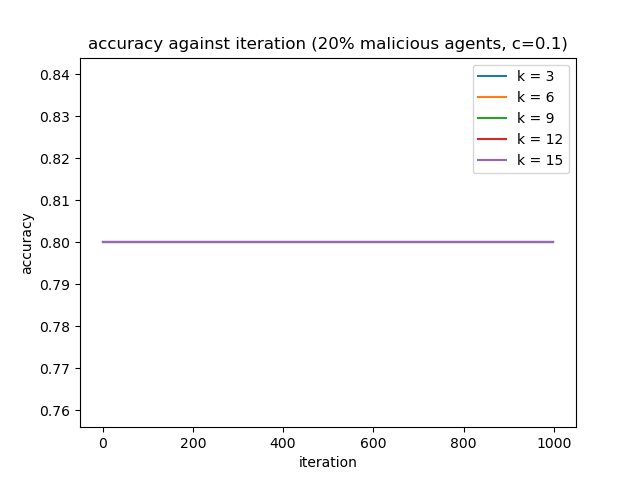 accuracy against iteration (20% malicious agents, c=0.1)
0.84
0.83
0.82
0.81
0.80
0.79
0.78
0.77
0.76
accuracy
k = 3
k = 6
k = 9
k = 12
k = 15
0
200
400
600
800
1000
iteration